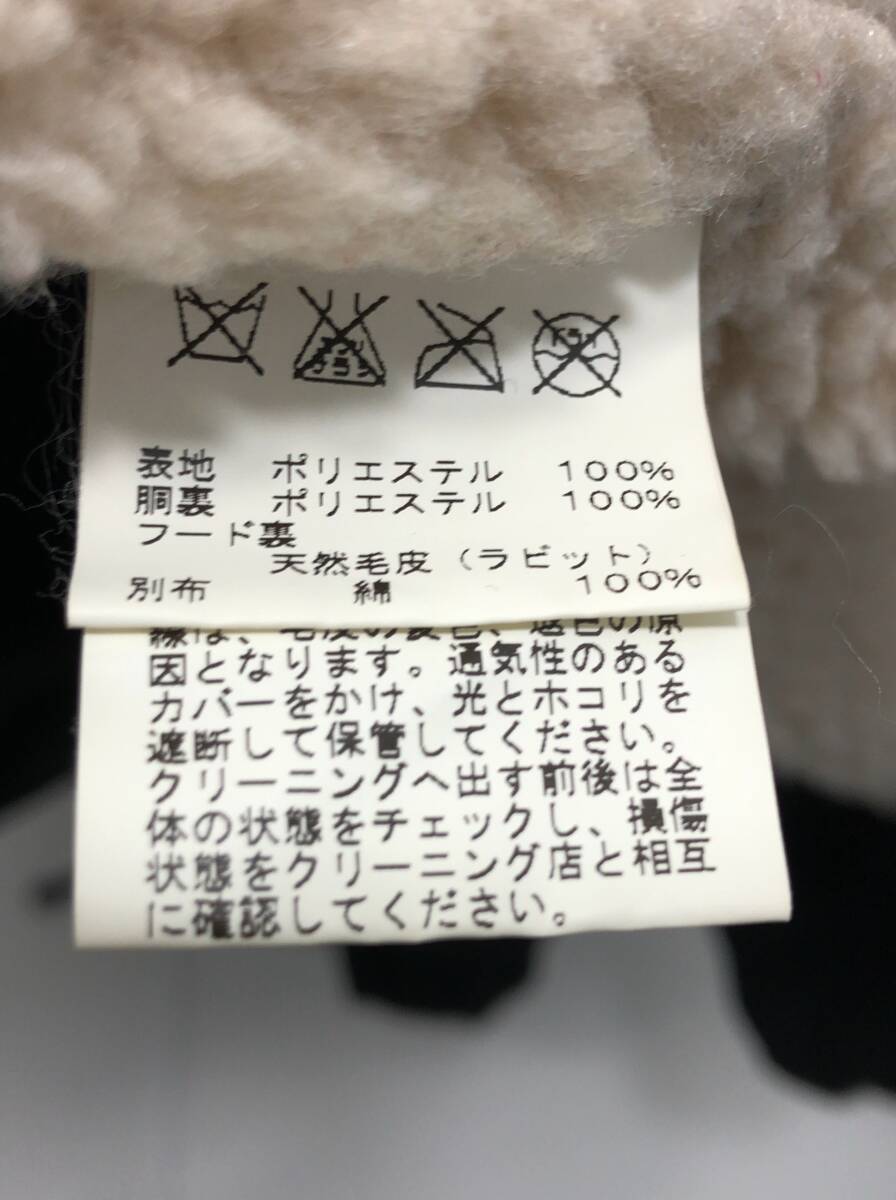 表地 ポリエステル 100%
胴裏 ポリエステル 100%
フード裏
天然毛皮(ラビット)
別布 綿 100%
因となります。通気性のある
カバーをかけ、光とホコリを
遮断して保管してください。
クリーニングへ出す前後は全
体の状態をチェックし、損傷
状態をクリーニング店と相互
に確認してください。